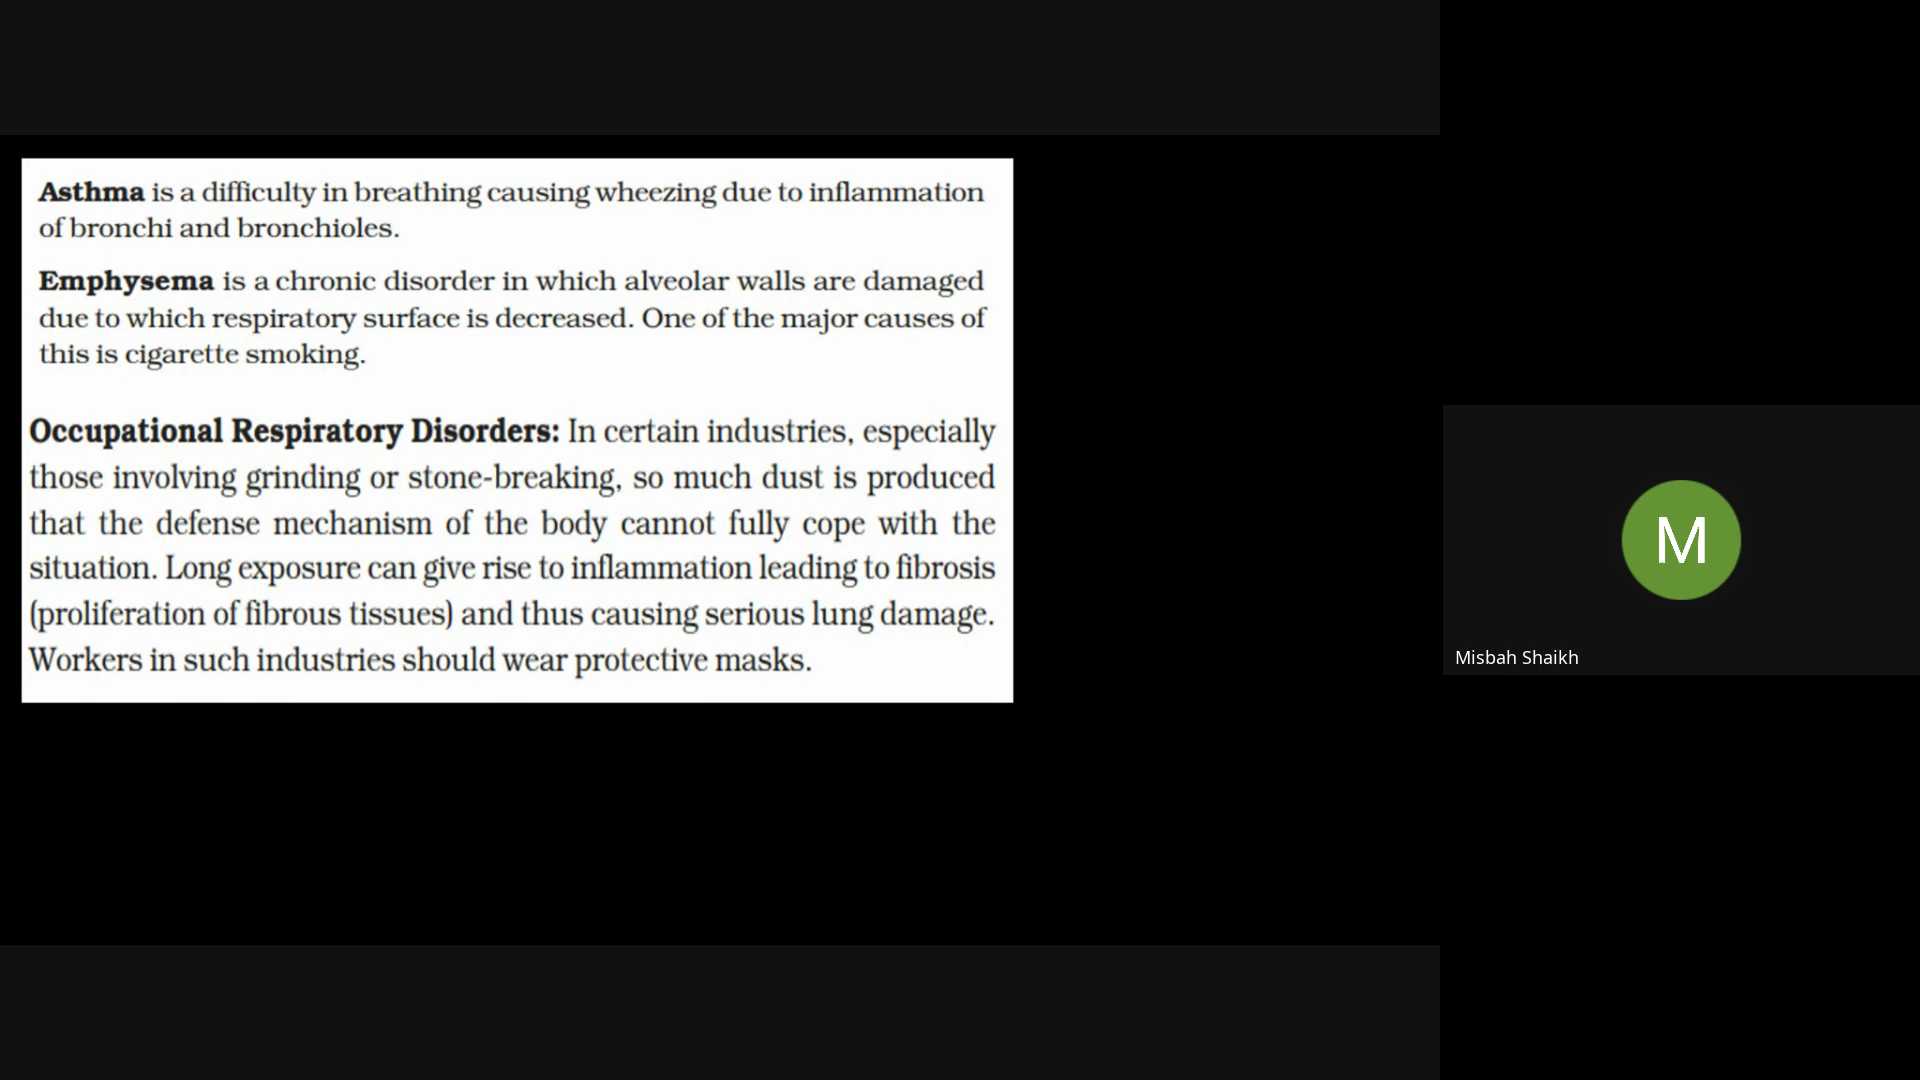 Asthma is a difficulty in breathing causing wheezing due to inflammation
of bronchi and bronchioles.
Emphysema is a chronic disorder in which alveolar walls are damaged
due to which respiratory surface is decreased. One of the major causes of
this is cigarette smoking.
Occupational Respiratory Disorders: In certain industries, especially
those involving grinding or stone-breaking, so much dust is produced
that the defense mechanism of the body cannot fully cope with the
situation. Long exposure can give rise to inflammation leading to fibrosis
(proliferation of fibrous tissues) and thus causing serious lung damage.
Workers in such industries should wear protective masks.
M
Misbah Shaikh